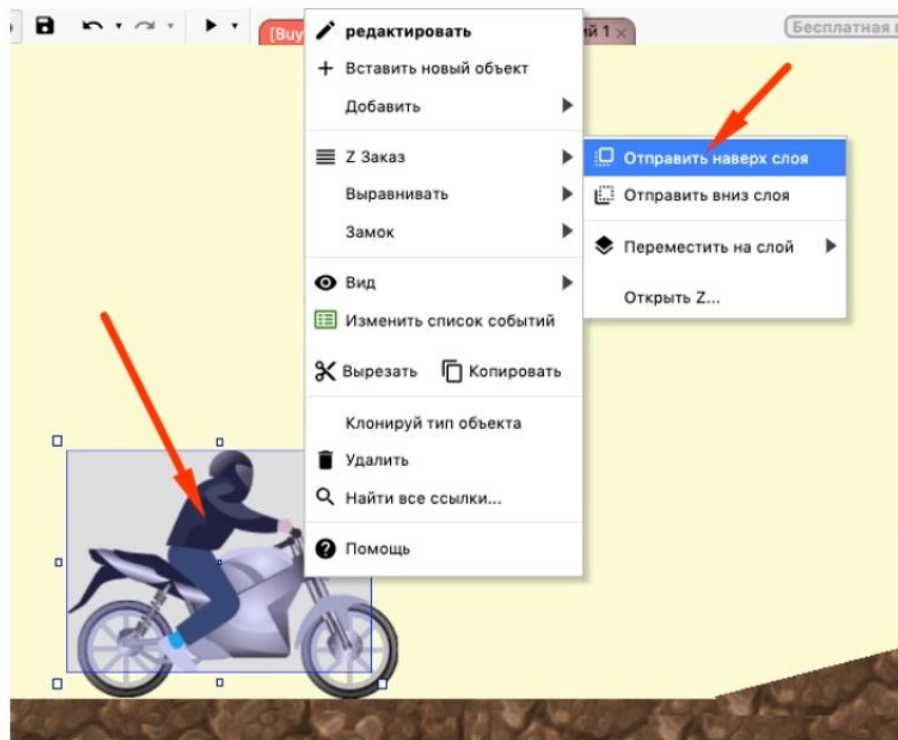 [Buy
й 1 ×
Бесплатная
редактировать
Вставить новый объект
Добавить
Z Заказ
Выравнивать
Замок
Вид
Изменить список событий
Вырезать Копировать
Клонируй тип объекта
Удалить
Найти все ссылки...
Помощь
Отправить наверх слоя
Отправить вниз слоя
Переместить на слой
Открыть Z...